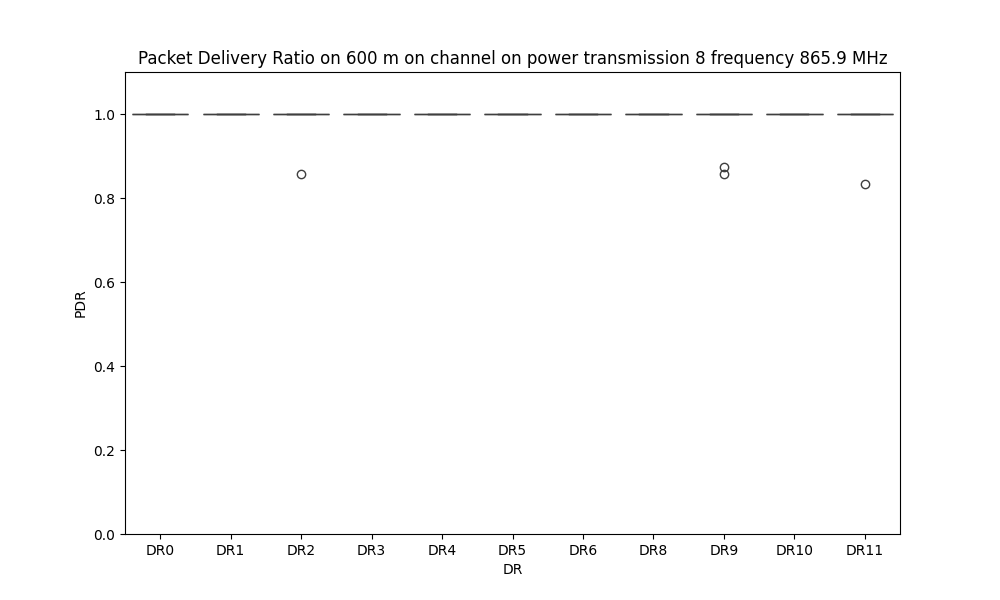 Packet Delivery Ratio on 600 m on channel on power transmission 8 frequency 865.9 MHz
1.0
0.8
0.6
0.4
0.2
0.0
PDR
DR0 DR1 DR2 DR3 DR4 DR5 DR6 DR8 DR9 DR10 DR11
DR